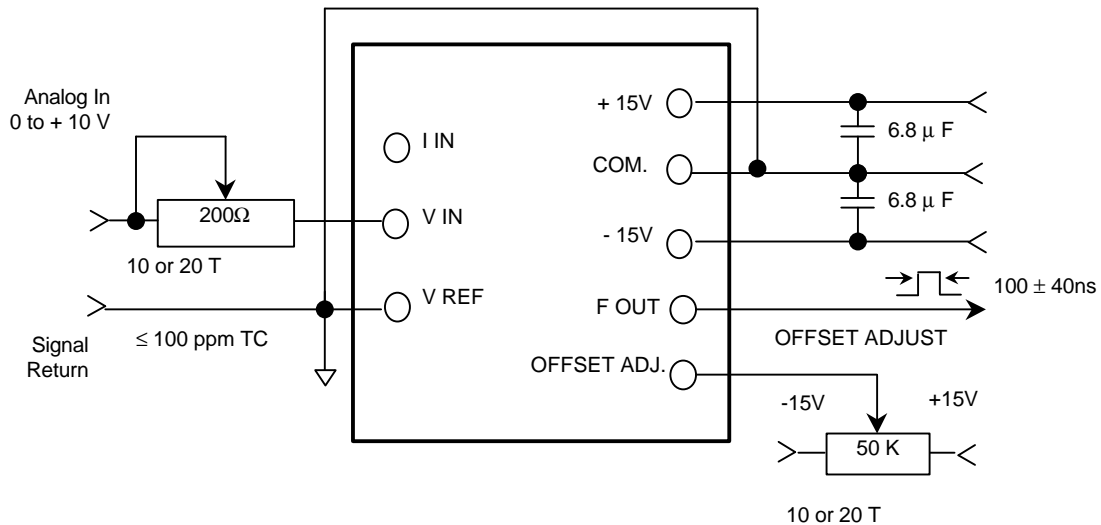 Analog In
0 to + 10 V
200Ω
10 or 20 T
Signal
Return
≤ 100 ppm TC
I IN
V IN
V REF
+ 15V
COM.
- 15V
F OUT
OFFSET ADJ.
6.8 μ F
6.8 μ F
100 ± 40ns
OFFSET ADJUST
-15V
+15V
50 K
10 or 20 T